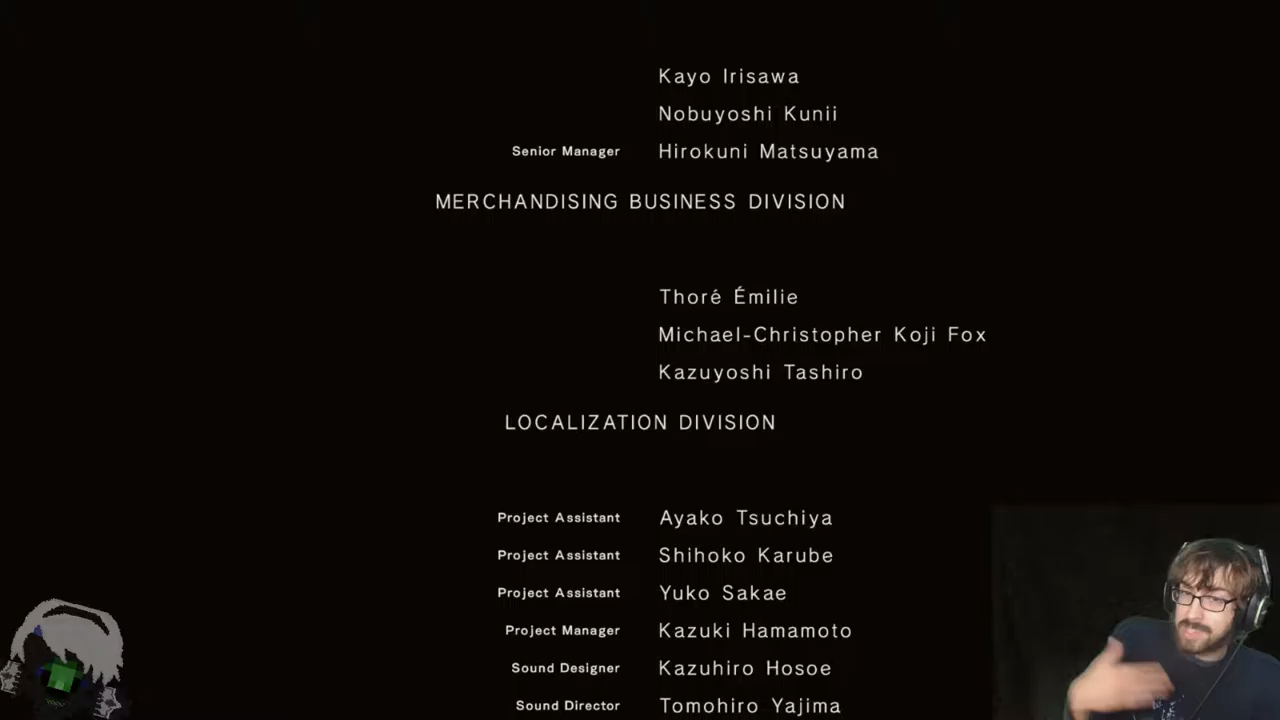 Kayo Irisawa
Nobuyoshi Kunii
Senior Manager Hirokuni Matsuyama
MERCHANDISING BUSINESS DIVISION
Thoré Émilie
Michael-Christopher Koji Fox
Kazuyoshi Tashiro
LOCALIZATION DIVISION
Project Assistant Ayako Tsuchiya
Project Assistant Shihoko Karube
Project Assistant Yuko Sakae
Project Manager Kazuki Hamamoto
Sound Designer Kazuhiro Hosoe
Sound Director Tomohiro Yajima